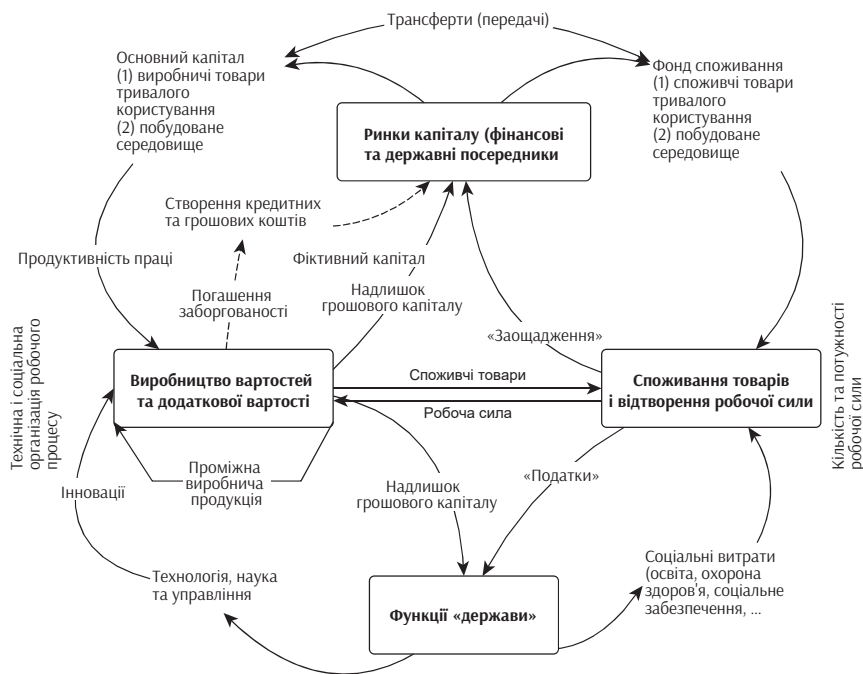 Трансферти (передачі)
Основний капітал
(1) виробничі товари
тривалого
користування
(2) побудоване
середовище
Фонд споживання
(1) споживчі товари
тривалого
користування
(2) побудоване
середовище
Ринки капіталу (фінансові
та державні посередники
Створення кредитних
та грошових коштів
Продуктивність праці
Фіктивний капітал
Погашення
заборгованості
Надлишок
грошового капіталу
«Заощадження»
Технічна і соціальна
організація робочого
процесу
Виробництво вартостей
та додаткової вартості
Споживчі товари
Робоча сила
Споживання товарів
і відтворення робочої сили
Кількість та потужності
робочої сили
Проміжна
виробнича
продукція
Інновації
Надлишок
грошового капіталу
«Податки»
Технологія, наука
та управління
Функції «держави»
Соціальні витрати
(освіта, охорона
здоров'я, соціальне
забезпечення, ...